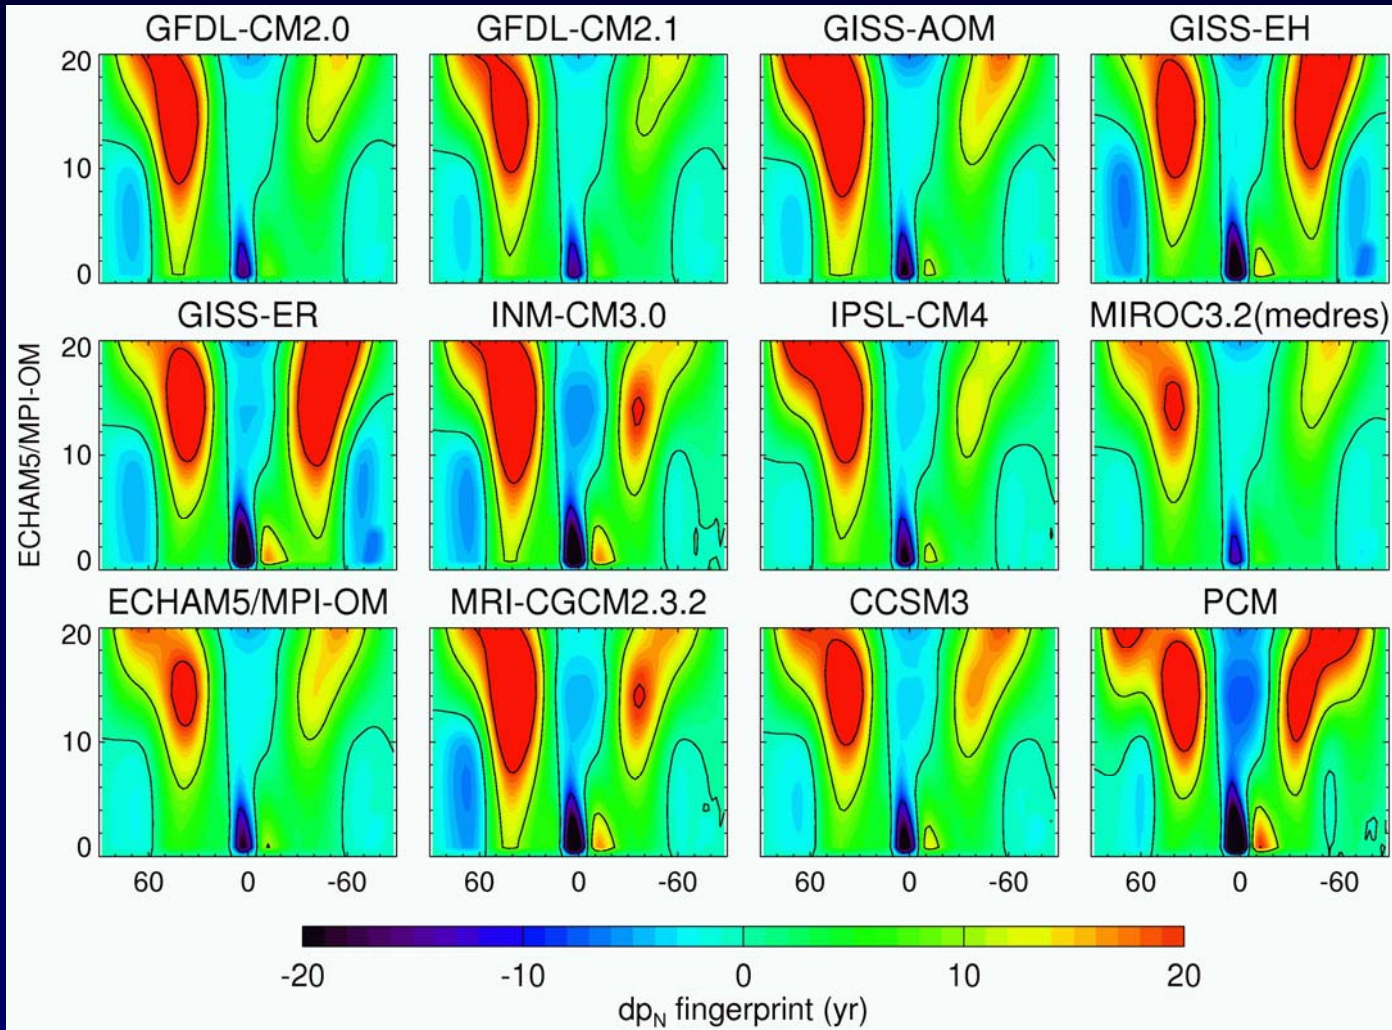 GFDL-CM2.0 GFDL-CM2.1 GISS-AOM GISS-EH
20
10
0
GISS-ER INM-CM3.0 IPSL-CM4 MIROC3.2(medres)
20
10
0
ECHAM5/MPI-OM
ECHAM5/MPI-OM MRI-CGCM2.3.2 CCSM3 PCM
20
10
0
60 0 -60 60 0 -60 60 0 -60 60 0 -60
-20 -10 0 10 20
dpN fingerprint (yr)